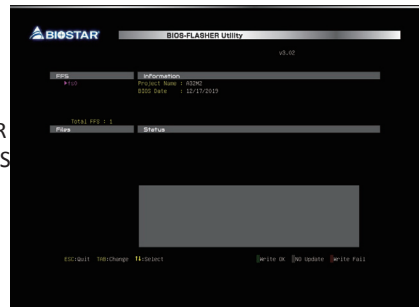 BIOSTAR
BIOS-FLASHER Utility
v3.02
FFS
Information
fs0
Project Name : A32M2
BIOS Date : 12/17/2019
R
S
Total FFS : 1
Files
Status
ESC:Quit TAB:Change ↑↓:Select
Write OK NO Update Write Fail